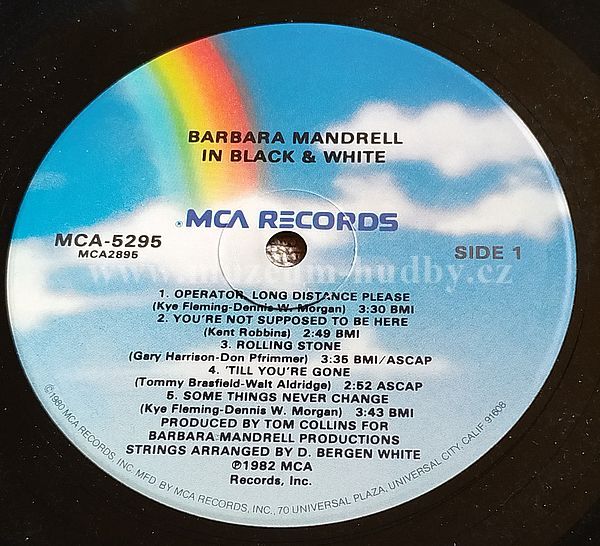 BARBARA MANDRELL
IN BLACK & WHITE
MCA RECORDS
MCA-5295
MCA2895
SIDE 1
1. OPERATOR, LONG DISTANCE PLEASE
(Kye Fleming-Dennis W. Morgan) 3:30 BMI
2. YOU'RE NOT SUPPOSED TO BE HERE
(Kent Robbins) 2:49 BMI
3. ROLLING STONE
(Gary Harrison-Don Pfrimmer) 3:35 BMI/ASCAP
4. 'TILL YOU'RE GONE
(Tommy Brasfield-Walt Aldridge) 2:52 ASCAP
5. SOME THINGS NEVER CHANGE
(Kye Fleming-Dennis W. Morgan) 3:43 BMI
PRODUCED BY TOM COLLINS FOR
BARBARA MANDRELL PRODUCTIONS
STRINGS ARRANGED BY D. BERGEN WHITE
℗1982 MCA
Records, Inc.
©1980 MCA RECORDS, INC. MFD. BY MCA RECORDS, INC., 70 UNIVERSAL PLAZA, UNIVERSAL CITY, CALIF. 91608